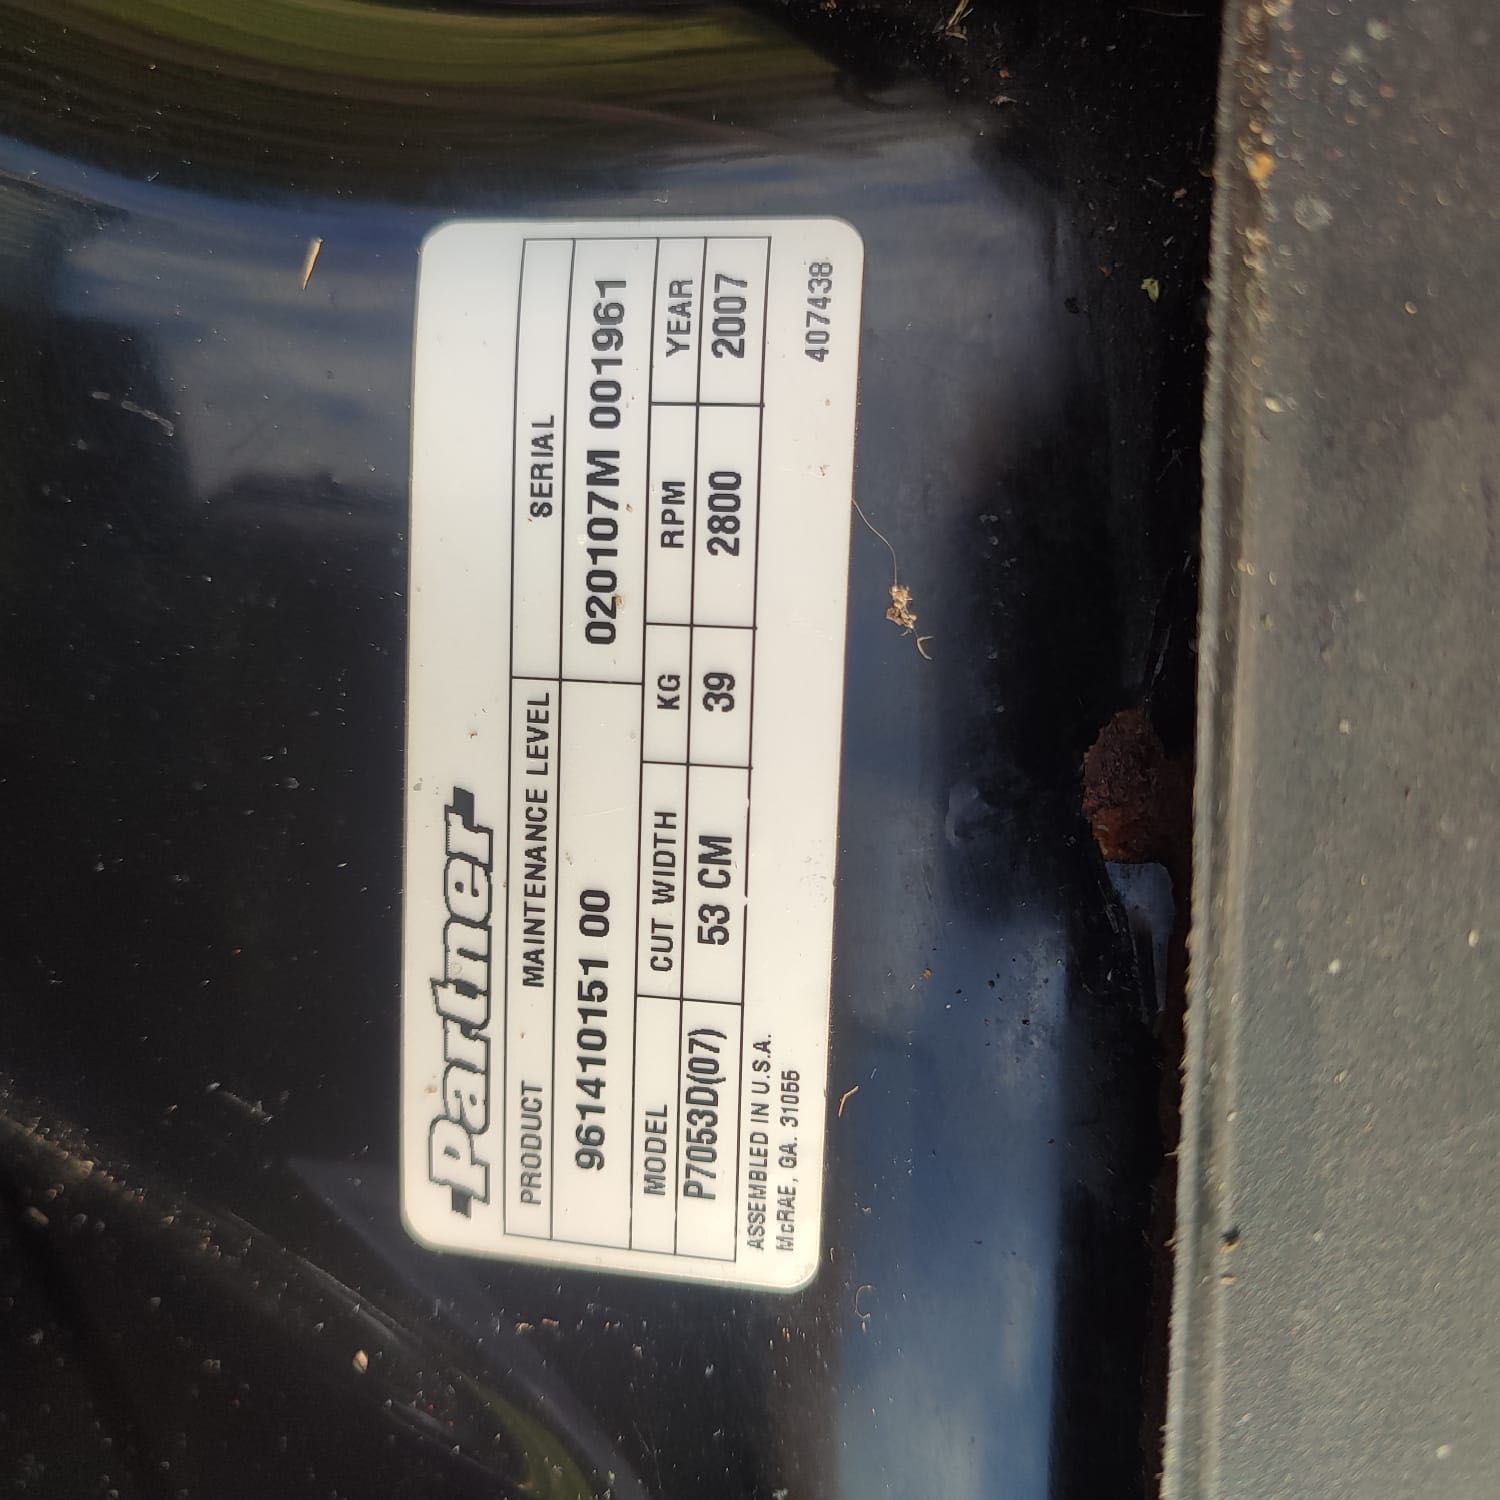 Partner
PRODUCT MAINTENANCE LEVEL SERIAL
961410151 00 020107M 001961
MODEL CUT WIDTH KG RPM YEAR
P7053D(07) 53 CM 39 2800 2007
ASSEMBLED IN U.S.A.
McRAE, GA. 31055 407438